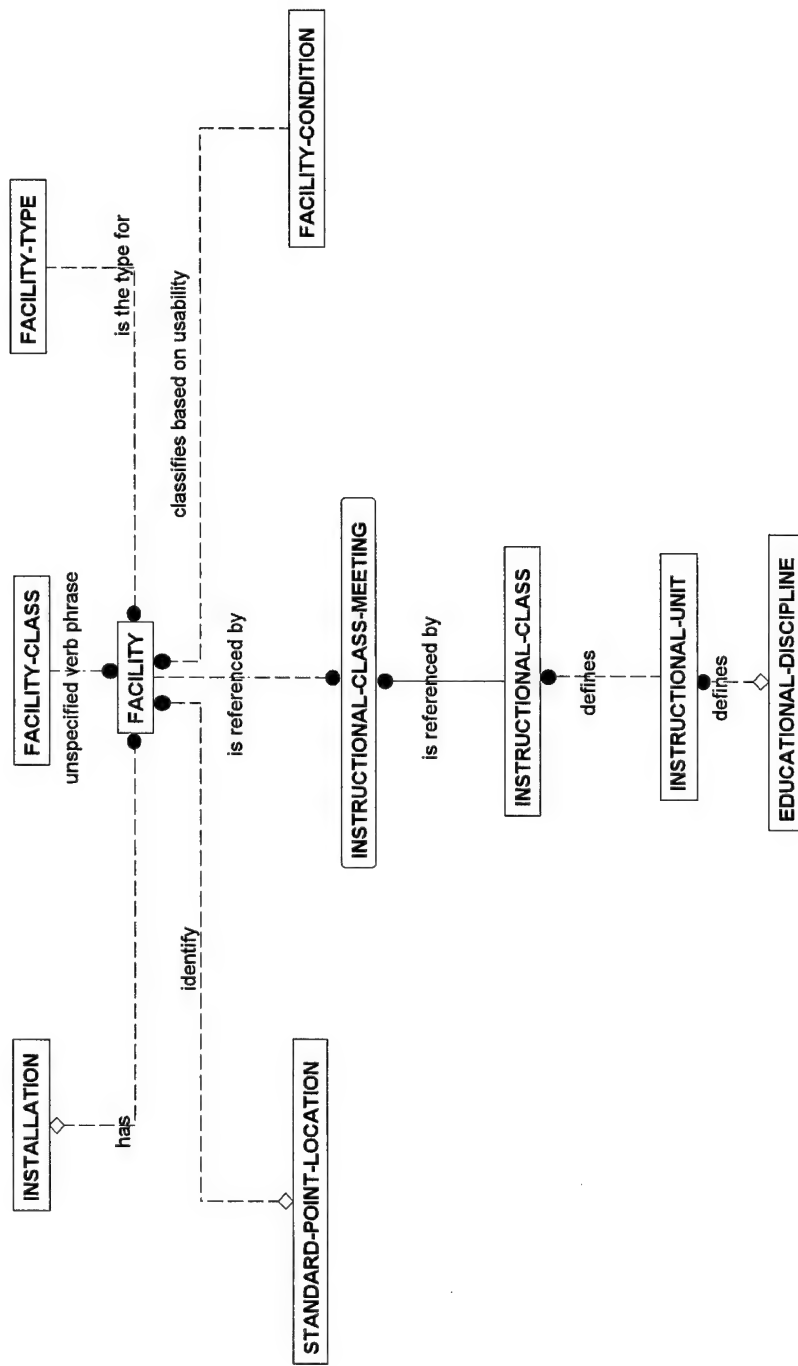 INSTALLATION
FACILITY-CLASS
FACILITY-TYPE
unspecified verb phrase
has
is the type for
FACILITY
identify
is referenced by
classifies based on usability
STANDARD-POINT-LOCATION
INSTRUCTIONAL-CLASS-MEETING
FACILITY-CONDITION
is referenced by
INSTRUCTIONAL-CLASS
defines
INSTRUCTIONAL-UNIT
defines
EDUCATIONAL-DISCIPLINE